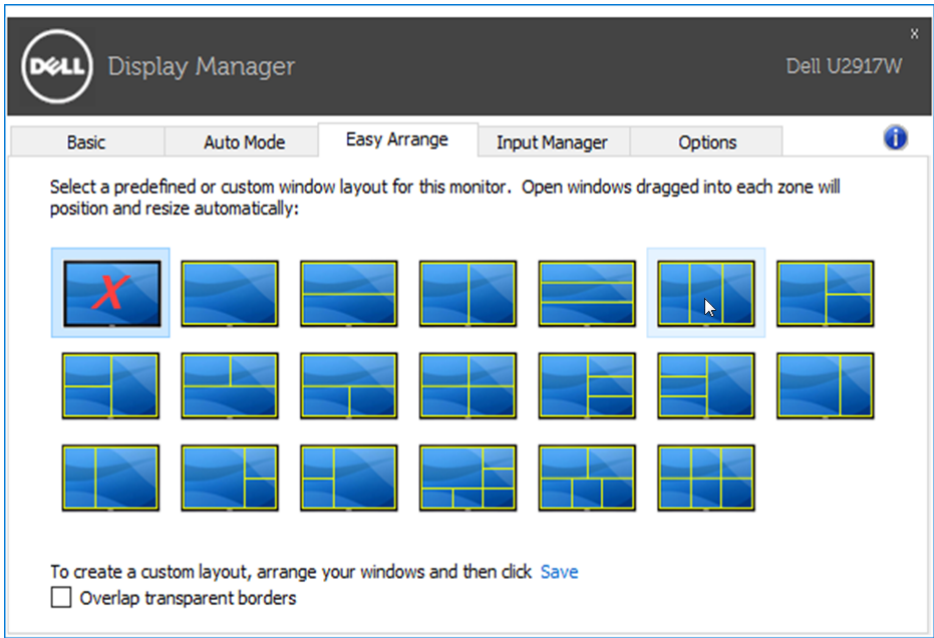 x
DELL Display Manager
Dell U2917W
Basic Auto Mode Easy Arrange Input Manager Options i
Select a predefined or custom window layout for this monitor. Open windows dragged into each zone will
position and resize automatically:
X
To create a custom layout, arrange your windows and then click Save
Overlap transparent borders